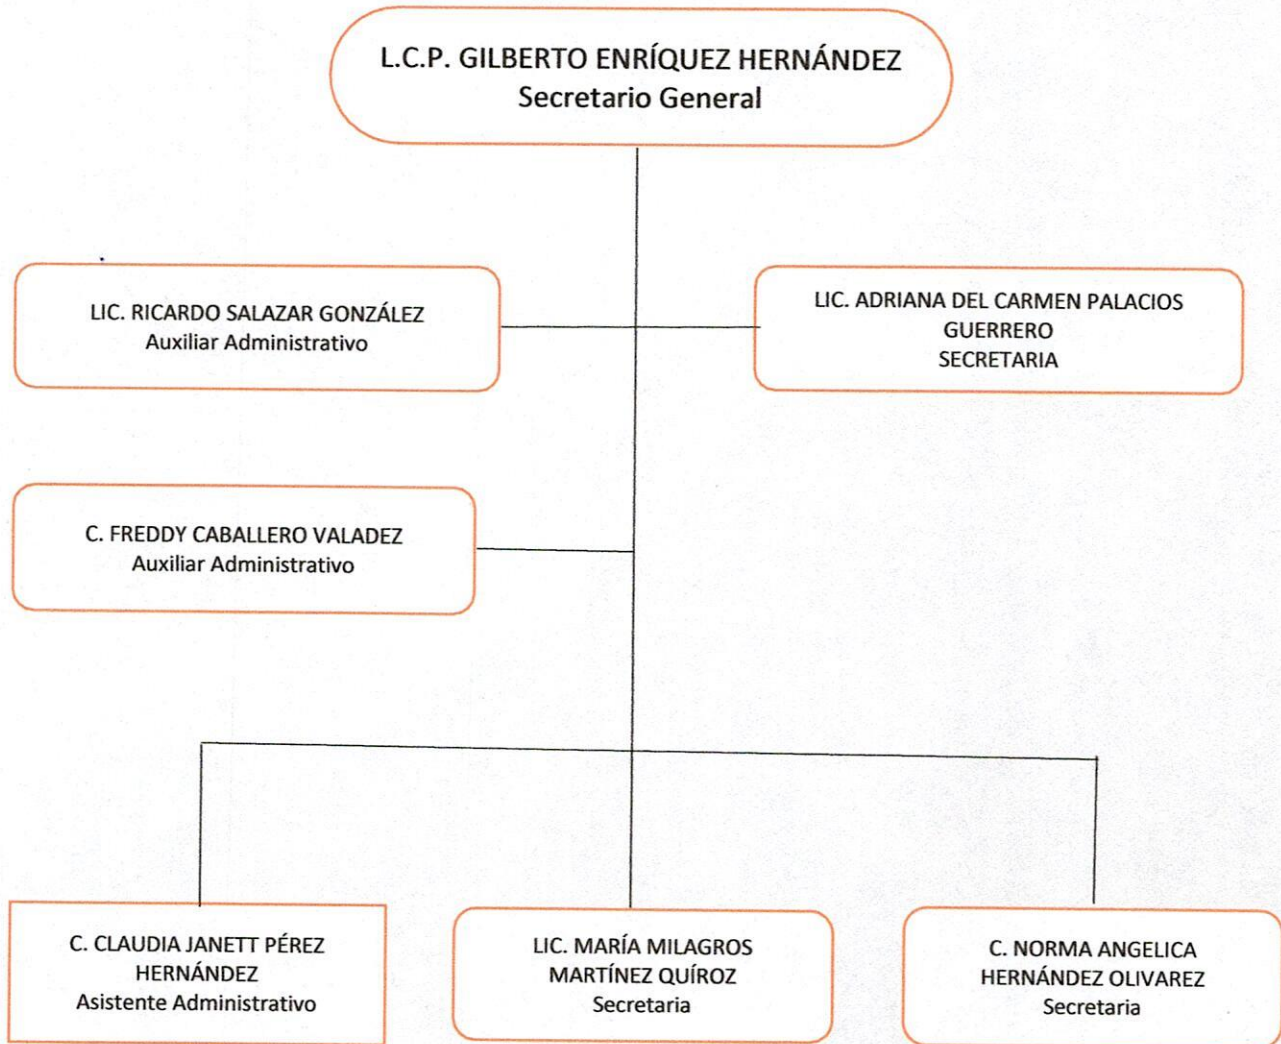 L.C.P. GILBERTO ENRÍQUEZ HERNÁNDEZ
Secretario General
LIC. RICARDO SALAZAR GONZÁLEZ
Auxiliar Administrativo
LIC. ADRIANA DEL CARMEN PALACIOS
GUERRERO
SECRETARIA
C. FREDDY CABALLERO VALADEZ
Auxiliar Administrativo
C. CLAUDIA JANETT PÉREZ
HERNÁNDEZ
Asistente Administrativo
LIC. MARÍA MILAGROS
MARTÍNEZ QUÍROZ
Secretaria
C. NORMA ANGELICA
HERNÁNDEZ OLIVAREZ
Secretaria